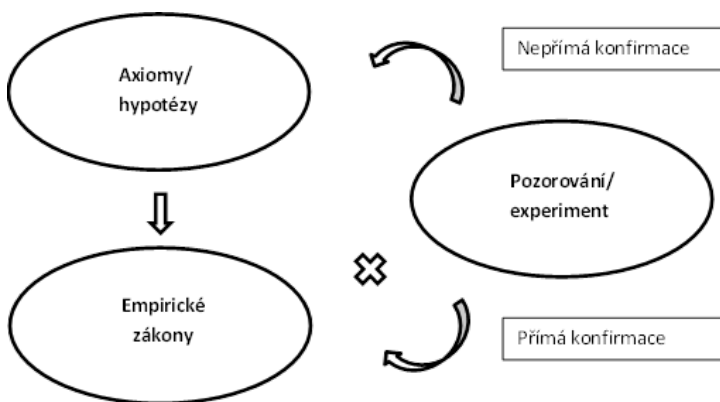 Nepřímá konfirmace
Axiomy/
hypotézy
Pozorování/
experiment
Empirické
zákony
Přímá konfirmace